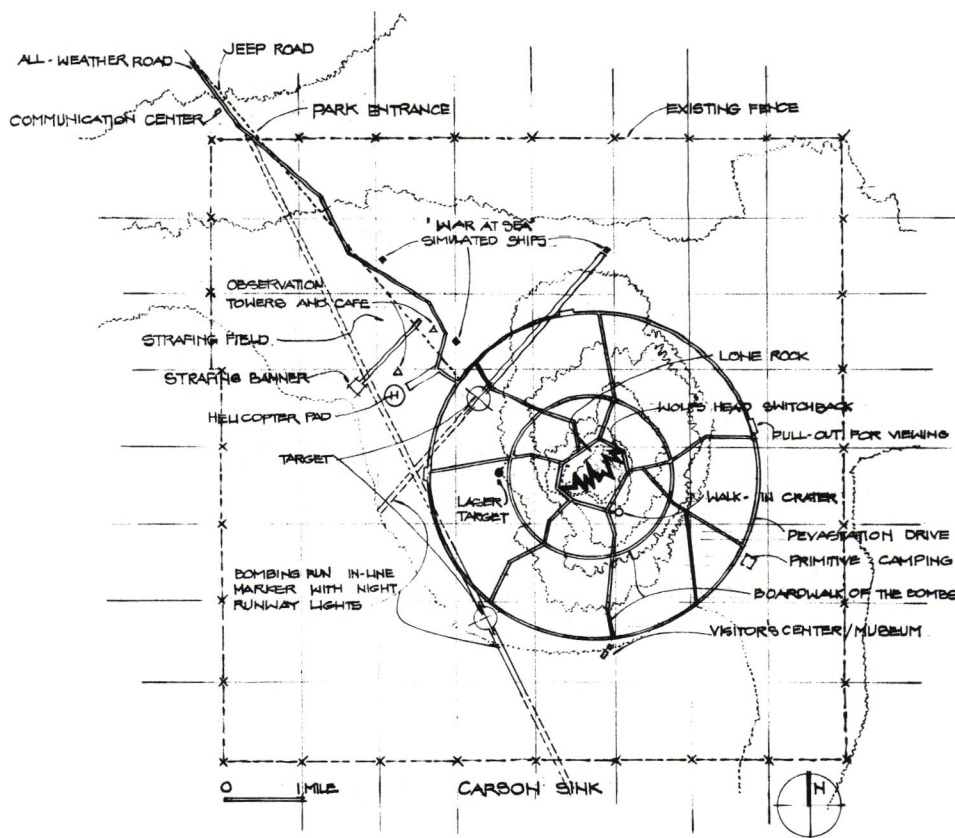 JEEP ROAD
ALL-WEATHER ROAD
COMMUNICATION CENTER
PARK ENTRANCE
EXISTING FENCE
"WAR AT SEA"
SIMULATED SHIPS
OBSERVATION
TOWERS AND CAFE
STRAFING FIELD
STRAFING BANNER
H
HELICOPTER PAD
TARGET
LASER
TARGET
BOMBING RUN IN-LINE
MARKER WITH NIGHT
RUNWAY LIGHTS
LONE ROCK
WOLF'S HEAD SWITCHBACK
PULL-OUT FOR VIEWING
WALK-IN CRATER
DEVASTATION DRIVE
PRIMITIVE CAMPING
BOARDWALK OF THE BOMBS
VISITORS CENTER/MUSEUM
0 1 MILE
CARSON SINK
N